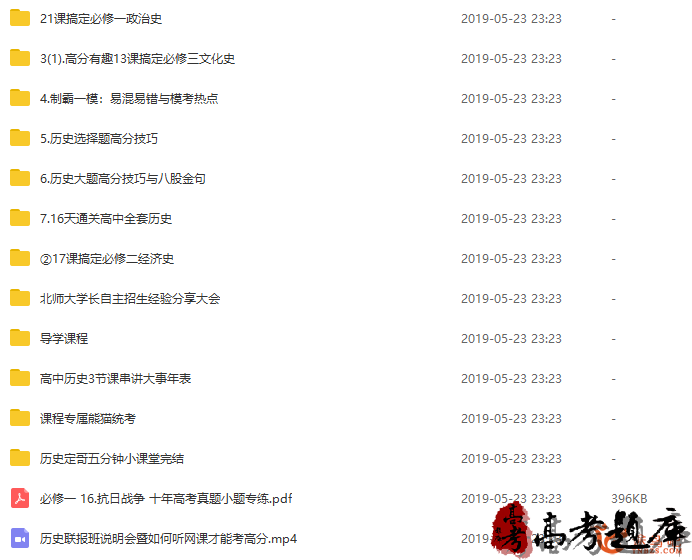 21课搞定必修一政治史 2019-05-23 23:23 -
3(1).高分有趣13课搞定必修三文化史 2019-05-23 23:23 -
4.制霸一模：易混易错与模考热点 2019-05-23 23:23 -
5.历史选择题高分技巧 2019-05-23 23:23 -
6.历史大题高分技巧与八股金句 2019-05-23 23:23 -
7.16天通关高中全套历史 2019-05-23 23:23 -
②17课搞定必修二经济史 2019-05-23 23:23 -
北师大学长自主招生经验分享大会 2019-05-23 23:23 -
导学课程 2019-05-23 23:23 -
高中历史3节课串讲大事年表 2019-05-23 23:23 -
课程专属熊猫统考 2019-05-23 23:23 -
历史定哥五分钟小课堂完结 2019-05-23 23:23 -
必修一 16.抗日战争 十年高考真题小题专练.pdf 2019-05-23 23:23 396KB
历史联报班说明会暨如何听网课才能考高分.mp4 2019
高考 高考题库